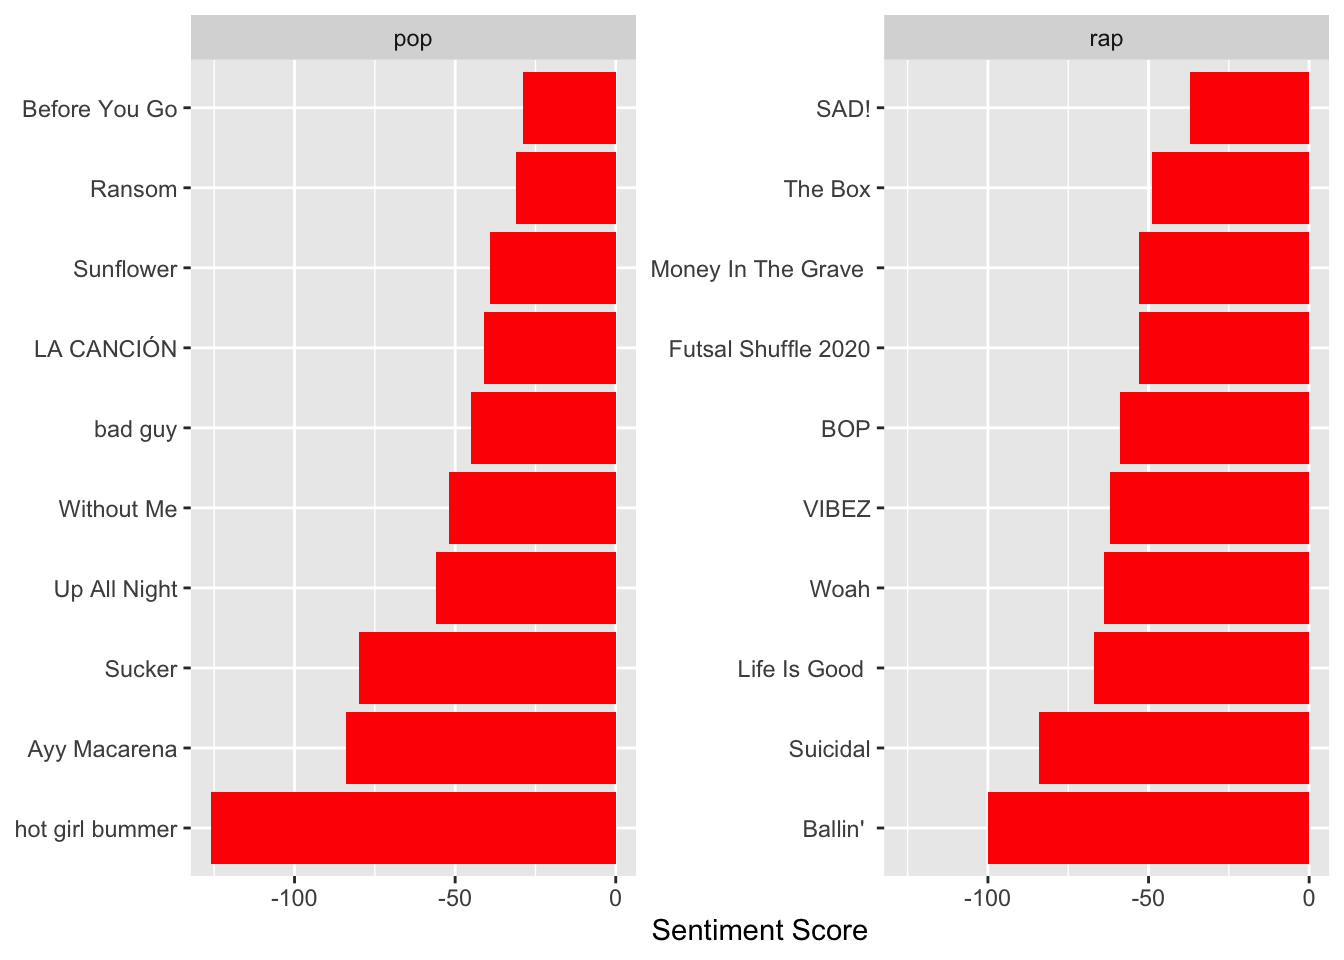 pop
Before You Go
Ransom
Sunflower
LA CANCIÓN
bad guy
Without Me
Up All Night
Sucker
Ayy Macarena
hot girl bummer
-100 -50 0
rap
SAD!
The Box
Money In The Grave
Futsal Shuffle 2020
BOP
VIBEZ
Woah
Life Is Good
Suicidal
Ballin'
-100 -50 0
Sentiment Score